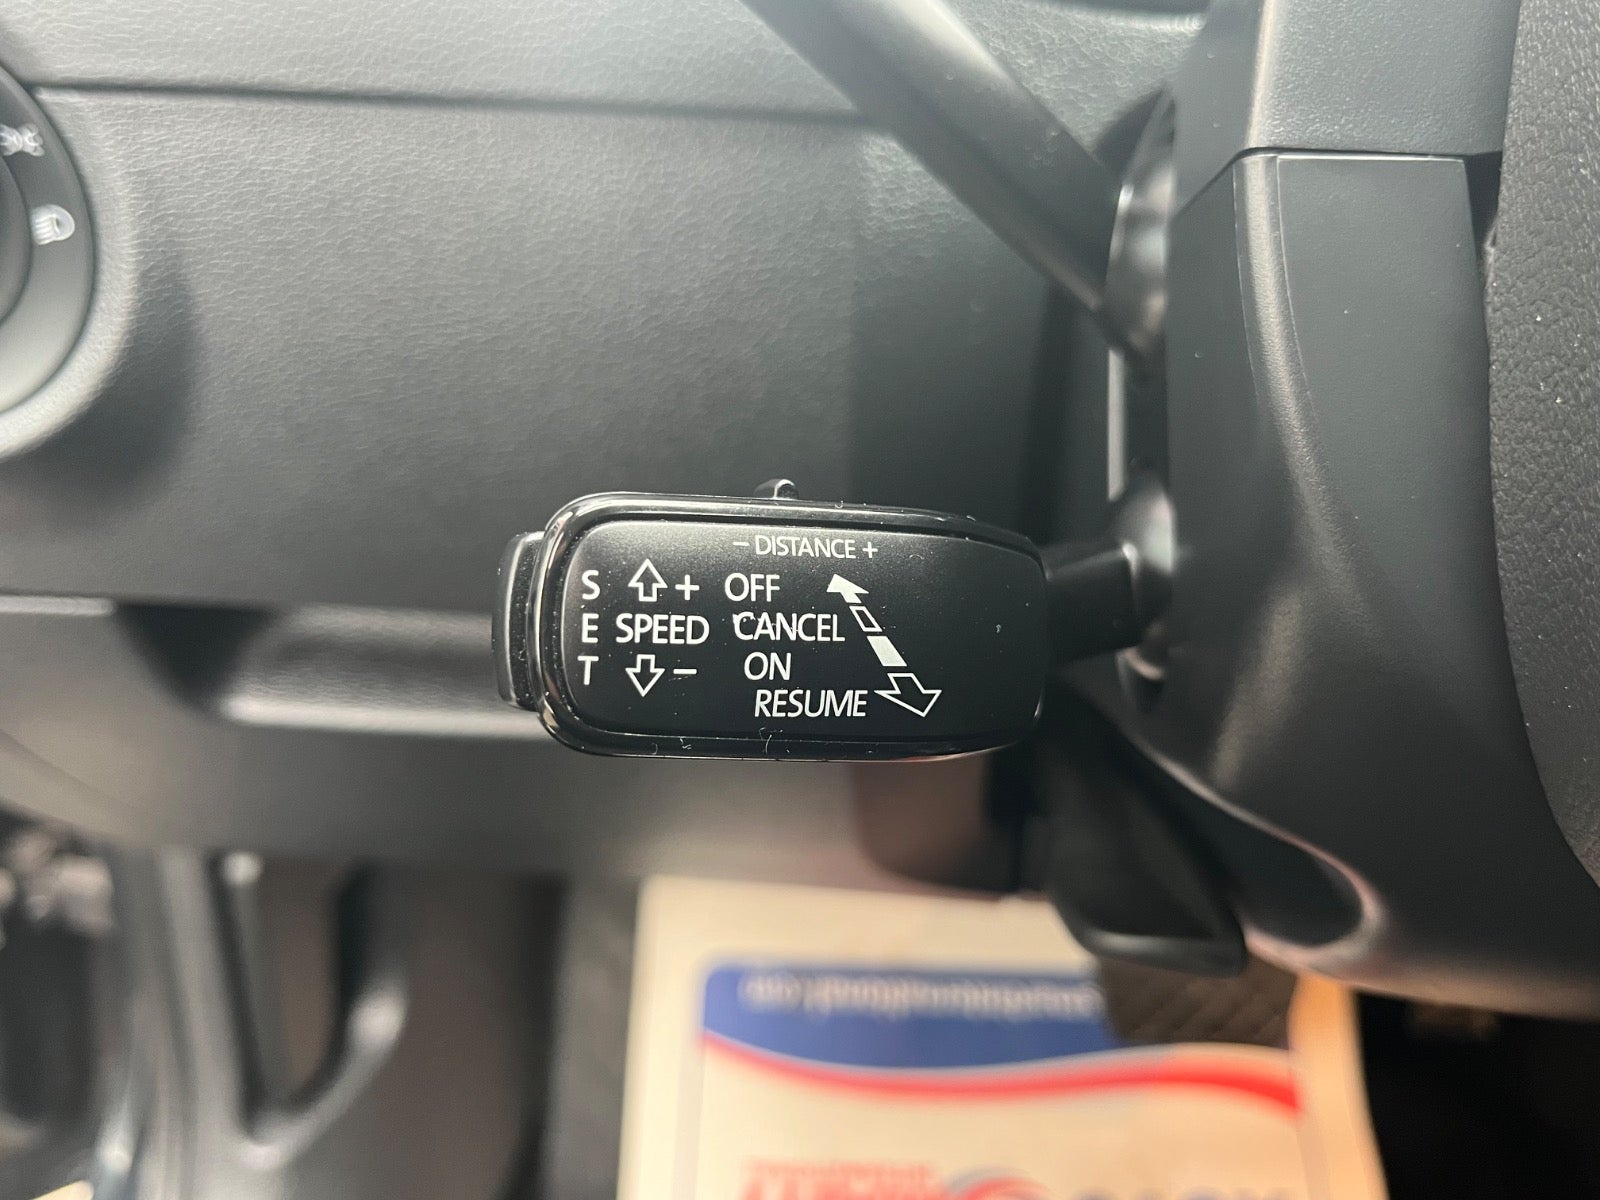 – DISTANCE +
S + OFF
E SPEED CANCEL
T – ON
RESUME